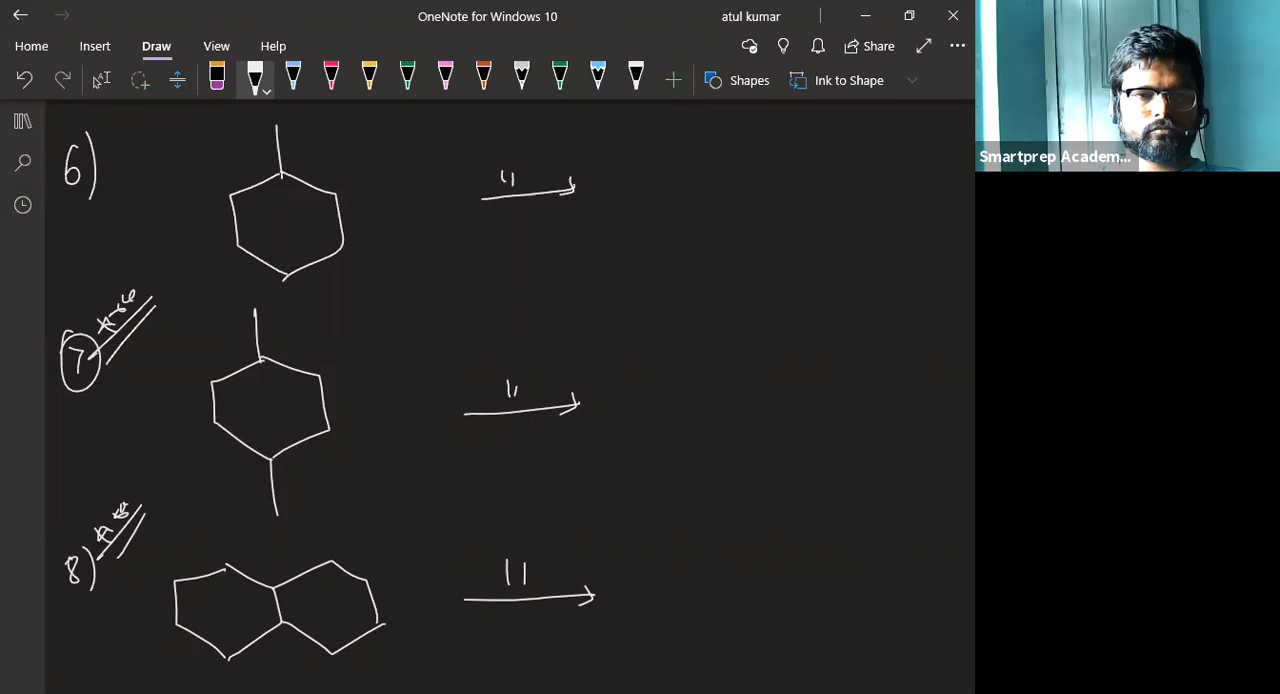 OneNote for Windows 10
atul kumar
Home Insert Draw View Help
Share
Shapes
Ink to Shape
Smartprep Academ...
6)
"
7
"
8)
"